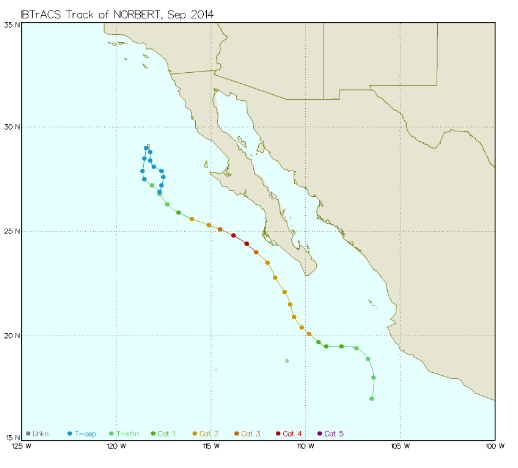 IBTrACS Track of NORBERT, Sep 2014
35 N
30 N
25 N
20 N
15 N
Unkn T-dep T-stm Cat 1 Cat 2 Cat 3 Cat 4 Cat 5
125 W 120 W 115 W 110 W 105 W 100 W